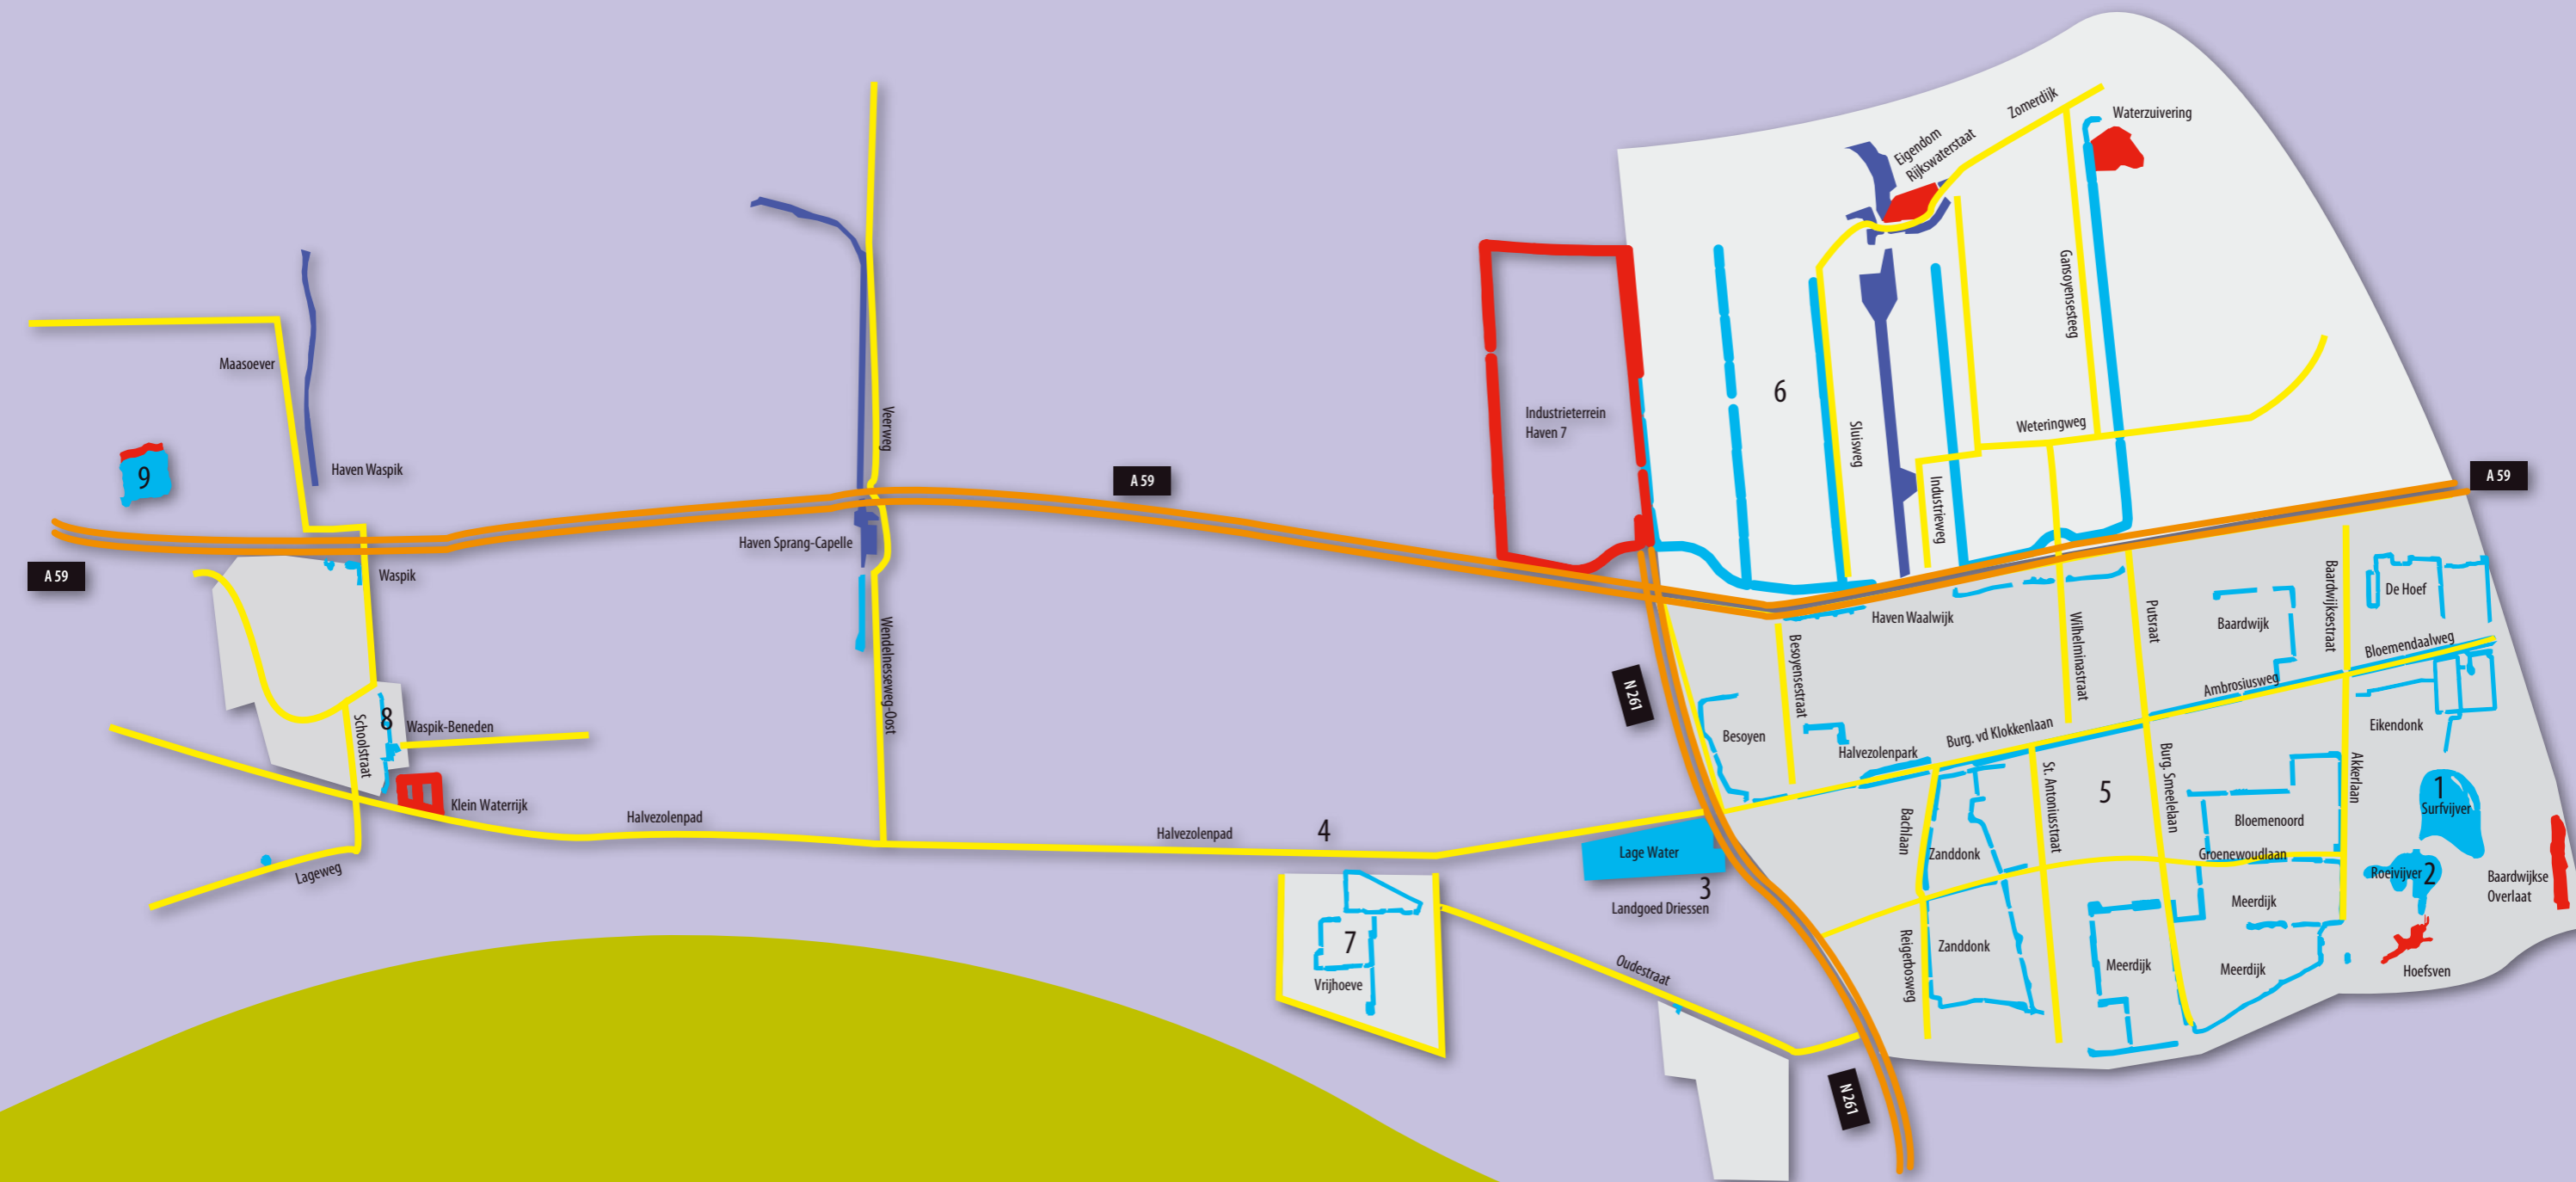 Zomerdijk
Waterzuivering
Eigendom
Rijkswaterstaat
Gansoyensesteeg
Maasoever
9
Haven Waspik
Veerweg
A 59
Industrieterrein
Haven 7
6
Sluisweg
Weteringweg
Industrieweg
A 59
A 59
Haven Sprang-Capelle
Waspik
Wendelnesseweg-Oost
Haven Waalwijk
Wilhelminastraat
Putsraat
Baardwijk
Baardwijksestraat
De Hoef
Bloemendaalweg
Ambrosiusweg
N 261
Besoyensestraat
Besoyen
Halvezolenpark
Burg. vd Klokkenlaan
Eikendonk
Schoolstraat
8
Waspik-Beneden
Klein Waterrijk
Halvezolenpad
Halvezolenpad
4
Lageweg
Lage Water
3
Landgoed Driessen
Bachlaan
Zanddonk
St. Antoniusstraat
5
Burg. Smeelelaan
Bloemenoord
Akkerlaan
1
Surfvijver
Groenewoudlaan
Roeivijver
2
Baardwijkse
Overlaat
Meerdijk
7
Vrijhoeve
Oudestraat
Reigerbosweg
Zanddonk
Meerdijk
Meerdijk
Hoefsven
N 261